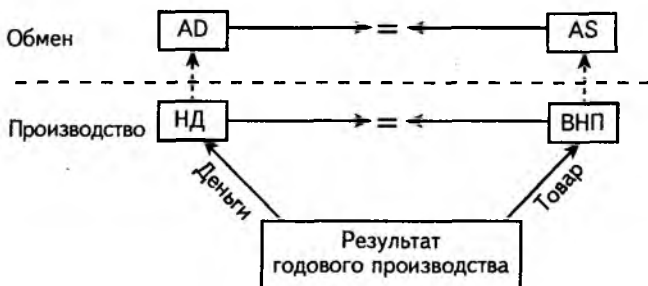 Обмен AD = AS
Производство НД = ВНП
Деньги Товар
Результат
годового производства